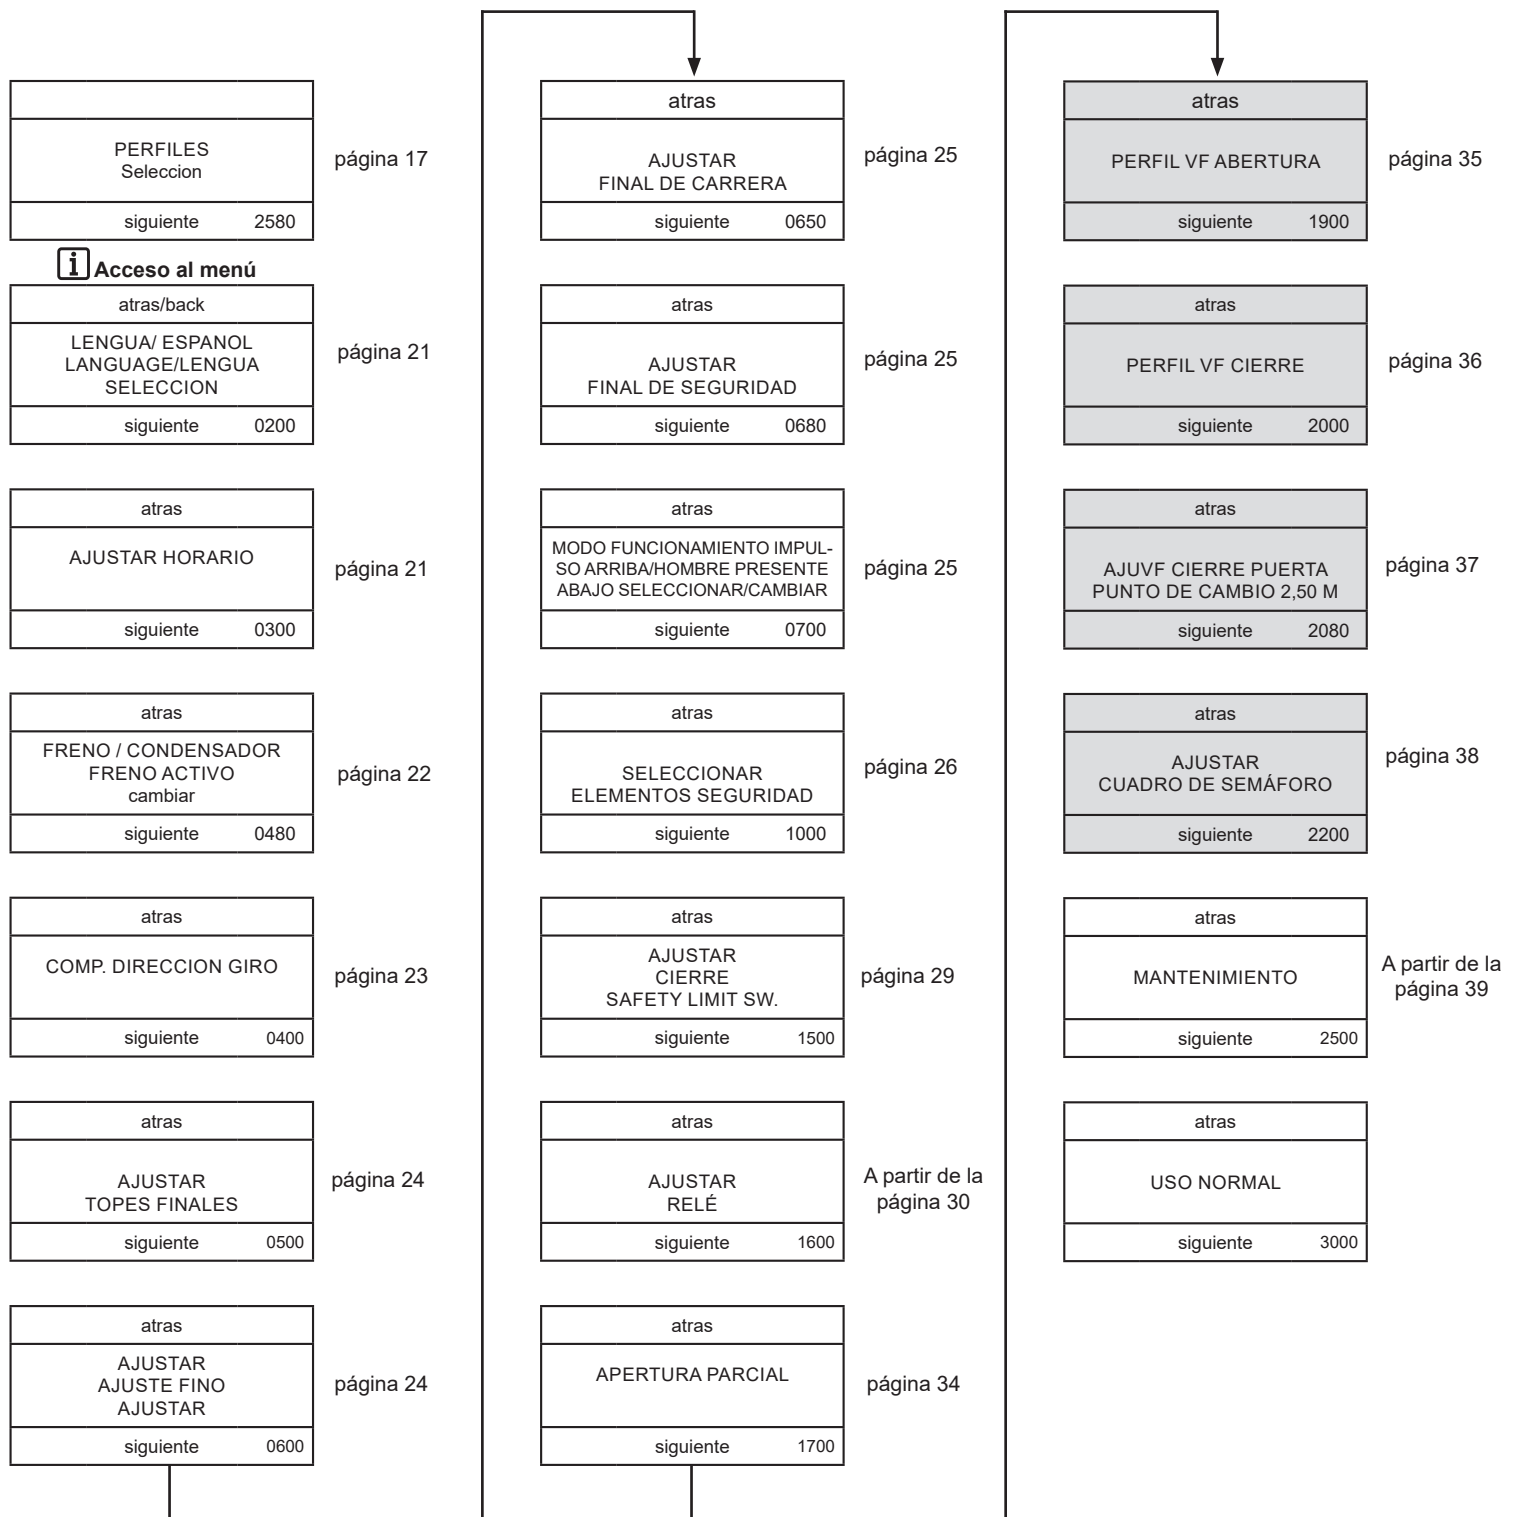 PERFILES
Seleccion
siguiente 2580
página 17
i Acceso al menú
atras/back
LENGUA/ ESPANOL
LANGUAGE/LENGUA
SELECCION
siguiente 0200
página 21
atras
AJUSTAR HORARIO
siguiente 0300
página 21
atras
FRENO / CONDENSADOR
FRENO ACTIVO
cambiar
siguiente 0480
página 22
atras
COMP. DIRECCION GIRO
siguiente 0400
página 23
atras
AJUSTAR
TOPES FINALES
siguiente 0500
página 24
atras
AJUSTAR
AJUSTE FINO
AJUSTAR
siguiente 0600
página 24
atras
AJUSTAR
FINAL DE CARRERA
siguiente 0650
página 25
atras
AJUSTAR
FINAL DE SEGURIDAD
siguiente 0680
página 25
atras
MODO FUNCIONAMIENTO IMPUL-
SO ARRIBA/HOMBRE PRESENTE
ABAJO SELECCIONAR/CAMBIAR
siguiente 0700
página 25
atras
SELECCIONAR
ELEMENTOS SEGURIDAD
siguiente 1000
página 26
atras
AJUSTAR
CIERRE
SAFETY LIMIT SW.
siguiente 1500
página 29
atras
AJUSTAR
RELÉ
siguiente 1600
A partir de la
página 30
atras
APERTURA PARCIAL
siguiente 1700
página 34
atras
PERFIL VF ABERTURA
siguiente 1900
página 35
atras
PERFIL VF CIERRE
siguiente 2000
página 36
atras
AJUVF CIERRE PUERTA
PUNTO DE CAMBIO 2,50 M
siguiente 2080
página 37
atras
AJUSTAR
CUADRO DE SEMÁFORO
siguiente 2200
página 38
atras
MANTENIMIENTO
siguiente 2500
A partir de la
página 39
atras
USO NORMAL
siguiente 3000